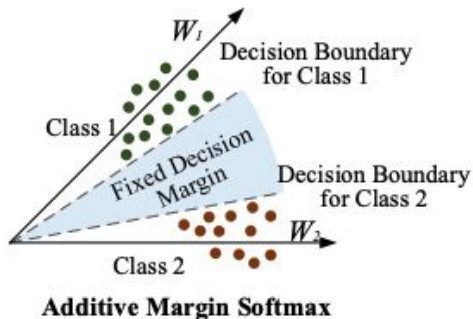 W1
Decision Boundary
for Class 1
Class 1
Fixed Decision
Margin
Decision Boundary
for Class 2
W2
Class 2
Additive Margin Softmax